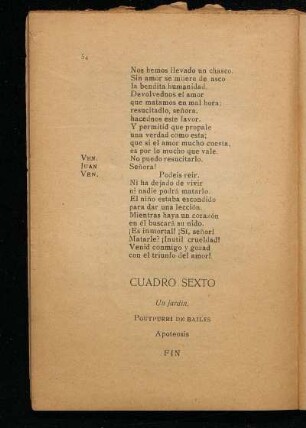 34
Nos hemos llevado un chasco.
Sin amor se muere de asco
la bendita humanidad.
Devolvednos el amor
que matamos en mal hora:
resucitadlo, señora,
hacednos este favor.
Y permitid que propale
una verdad como esta;
que si el amor mucho cuesta,
es por lo mucho que vale.
VEN. No puedo resucitarlo.
JUAN Señora!
VEN. Podeis reir.
Ni ha dejado de vivir
ni nadie podrá matarlo.
El niño estaba escondido
para dar una lección.
Mientras haya un corazón
en él buscará su nido.
¡Es inmortal! ¡Sí, señor!
Matarle? ¡Inutil crueldad!
Venid conmigo y gozad
con el triunfo del amor!
CUADRO SEXTO
Un jardin.
POUTPURRI DE BAILES
Apoteosis
FIN